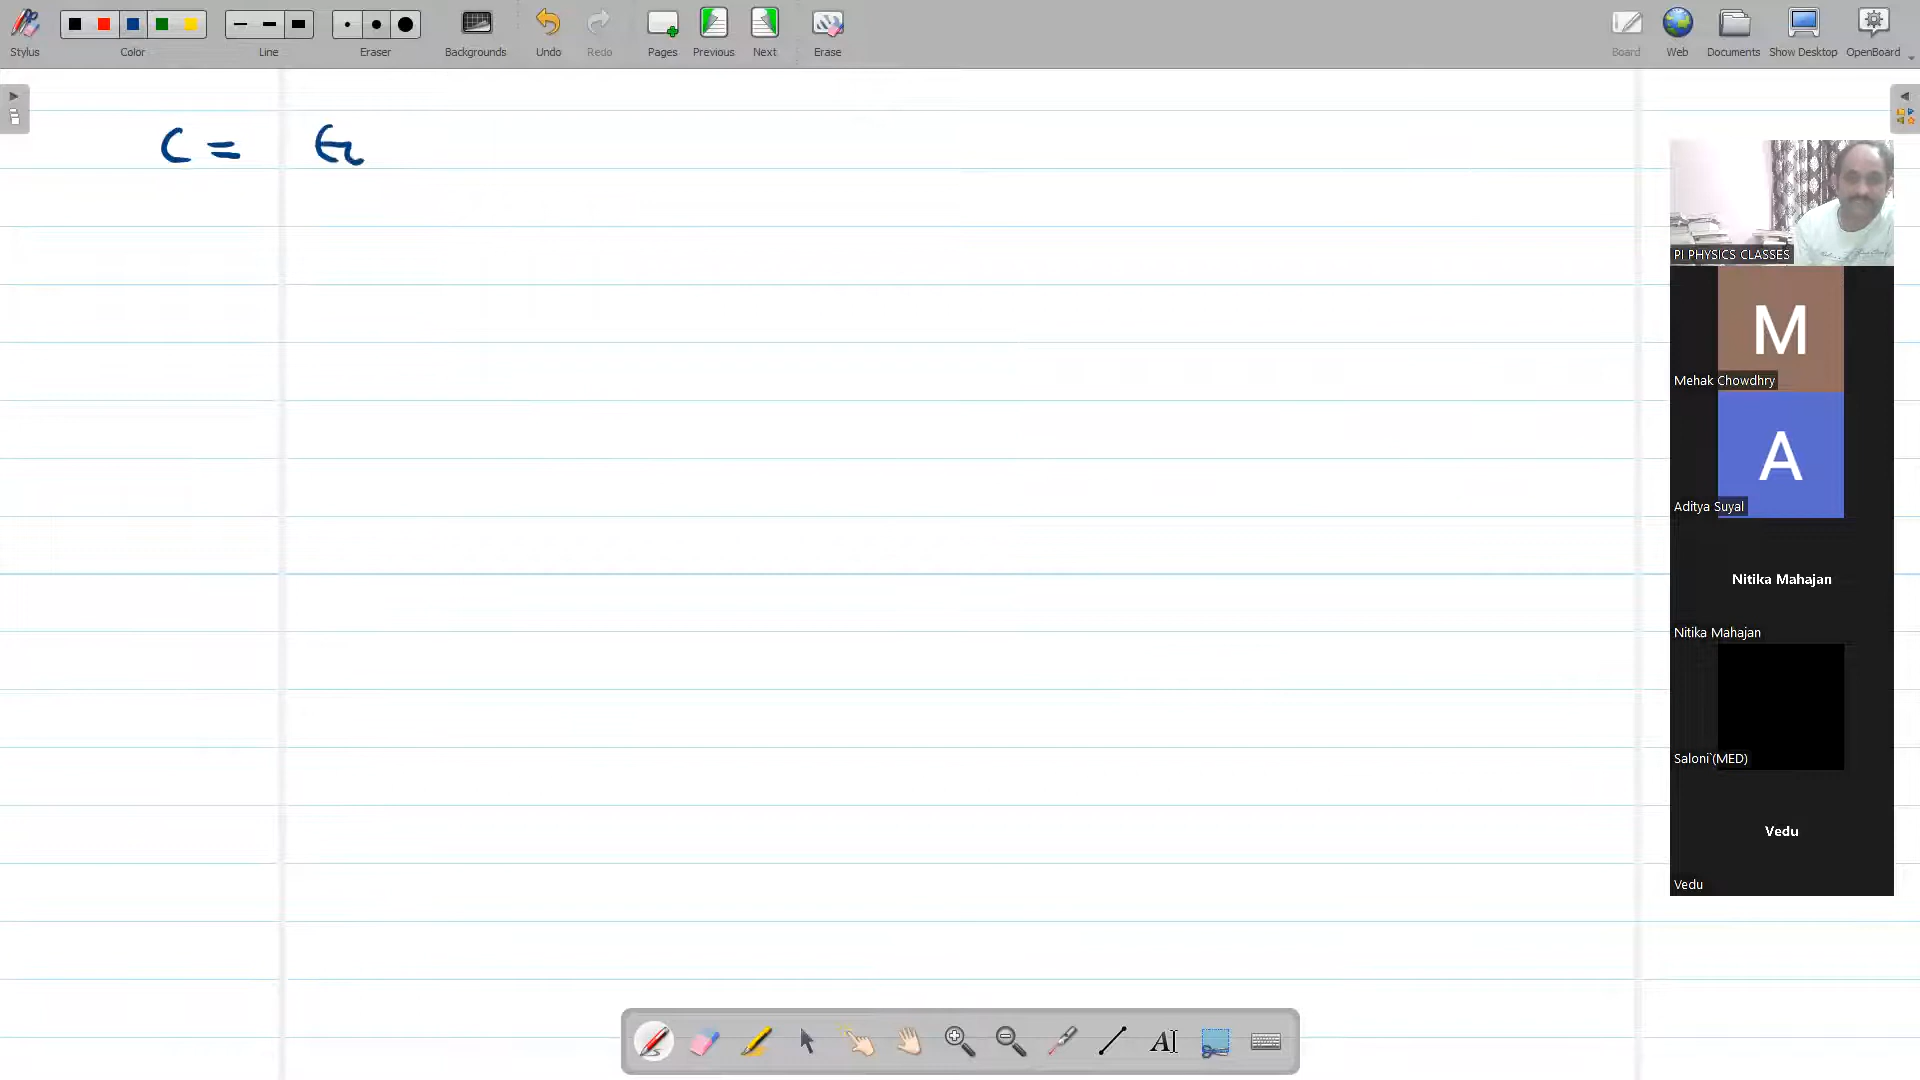 Stylus Color Line Eraser Backgrounds Undo Redo Pages Previous Next Erase Board Web Documents Show Desktop OpenBoard
C =
PI PHYSICS CLASSES
M
Mehak Chowdhry
A
Aditya Suyal
Nitika Mahajan
Nitika Mahajan
Saloni`(MED)
Vedu
Vedu